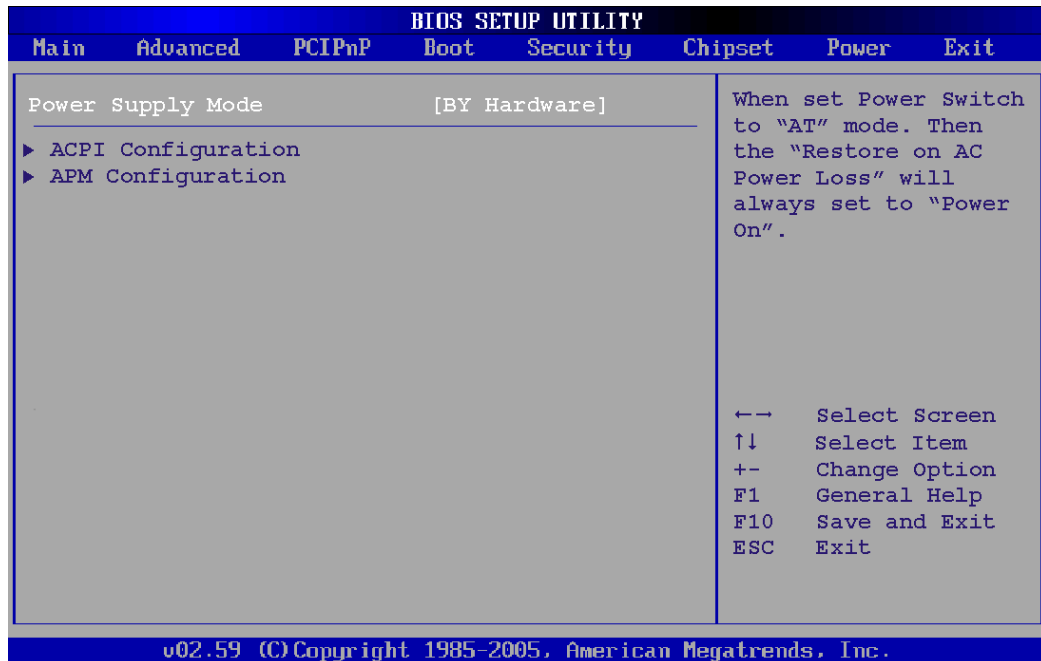 BIOS SETUP UTILITY
Main Advanced PCIPnP Boot Security Chipset Power Exit
Power Supply Mode [BY Hardware]
▶ ACPI Configuration
▶ APM Configuration
When set Power Switch
to “AT” mode. Then
the “Restore on AC
Power Loss” will
always set to “Power
On”.
←→ Select Screen
↑↓ Select Item
+- Change Option
F1 General Help
F10 Save and Exit
ESC Exit
v02.59 (C)Copyright 1985-2005, American Megatrends, Inc.